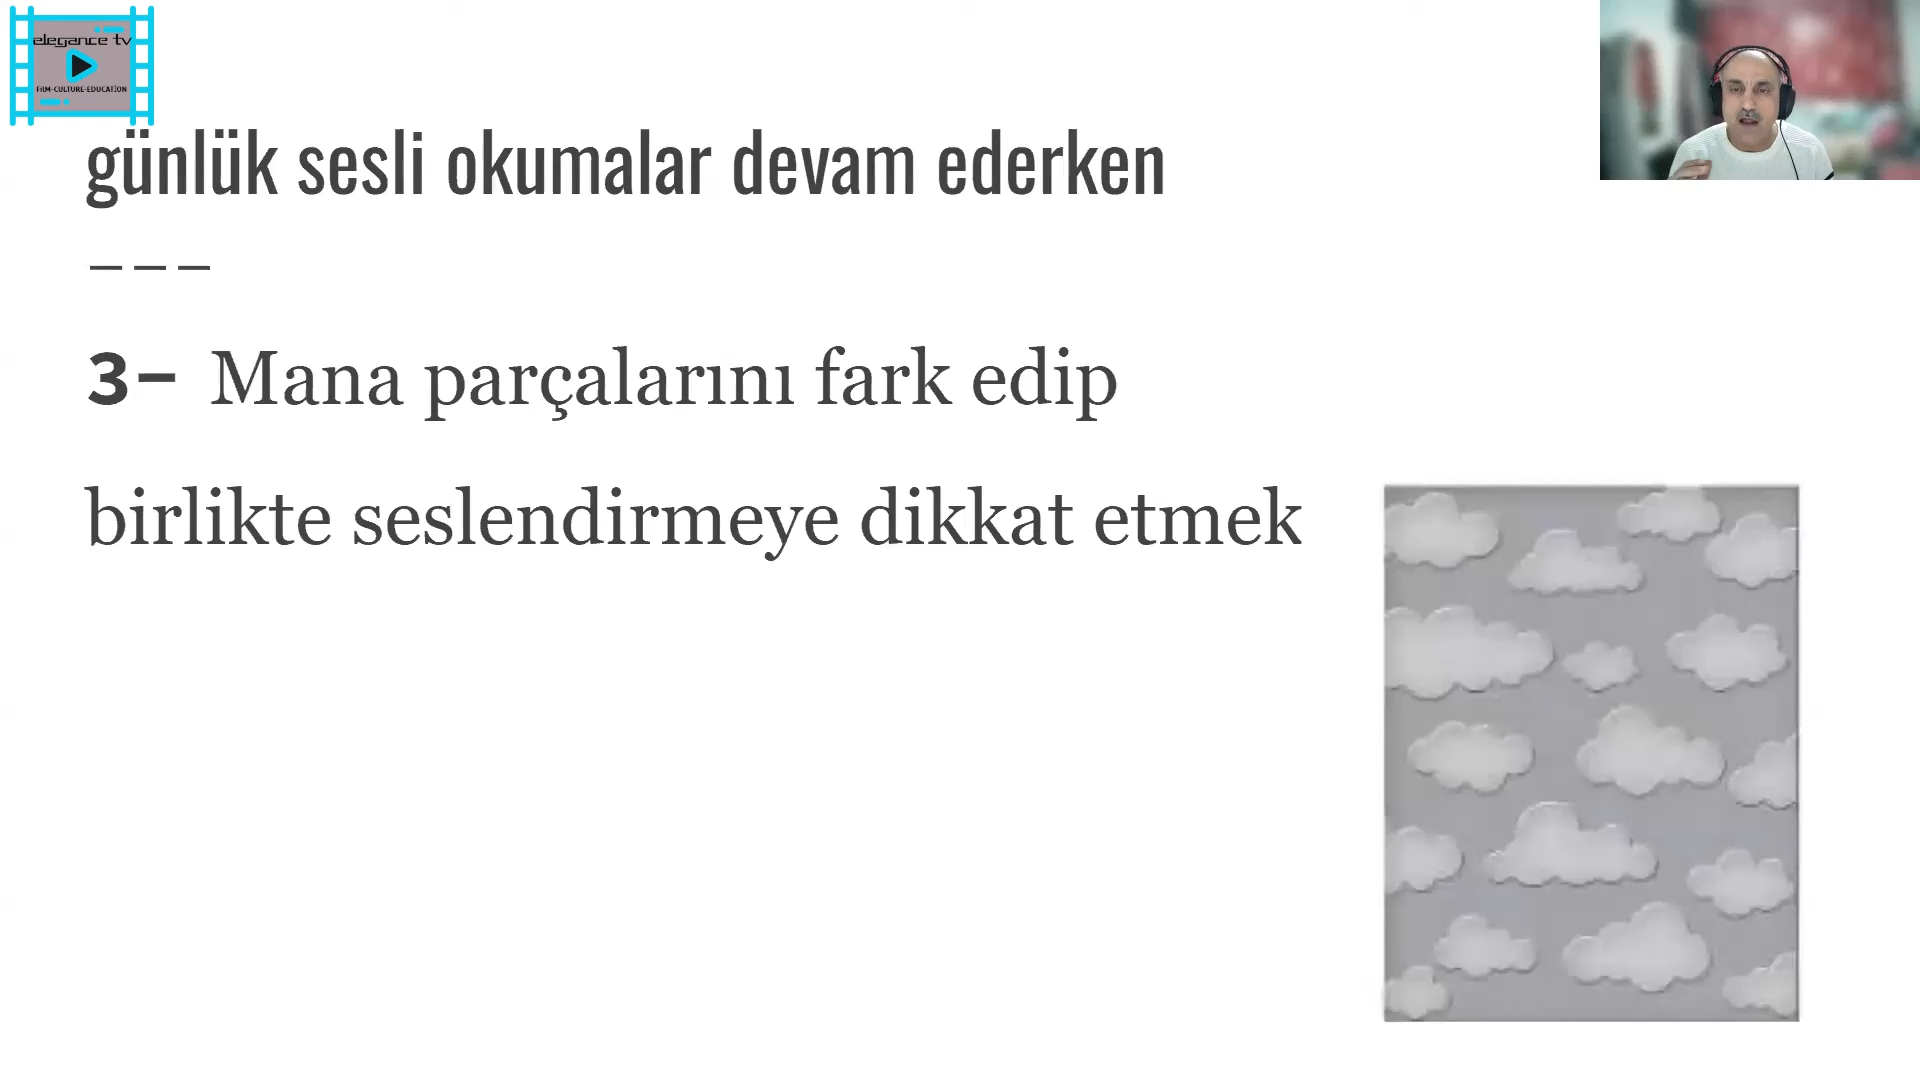 elegance tv
FiLM-CULTURE-EDUCATION
günlük sesli okumalar devam ederken
3- Mana parçalarını fark edip
birlikte seslendirmeye dikkat etmek